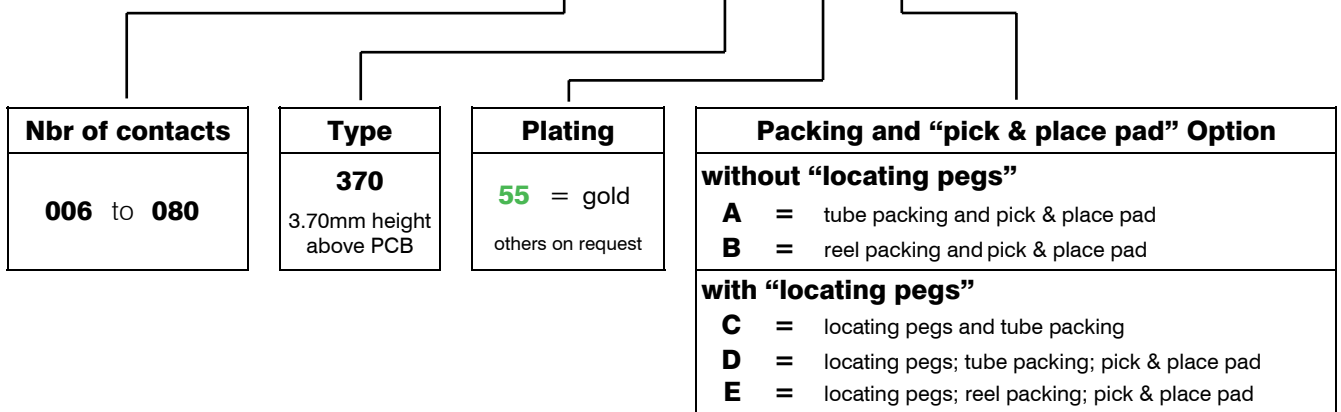 Nbr of contacts
006 to 080
Type
370
3.70mm height
above PCB
Plating
55 = gold
others on request
Packing and “pick & place pad” Option
without “locating pegs”
A = tube packing and pick & place pad
B = reel packing and pick & place pad
with “locating pegs”
C = locating pegs and tube packing
D = locating pegs; tube packing; pick & place pad
E = locating pegs; reel packing; pick & place pad